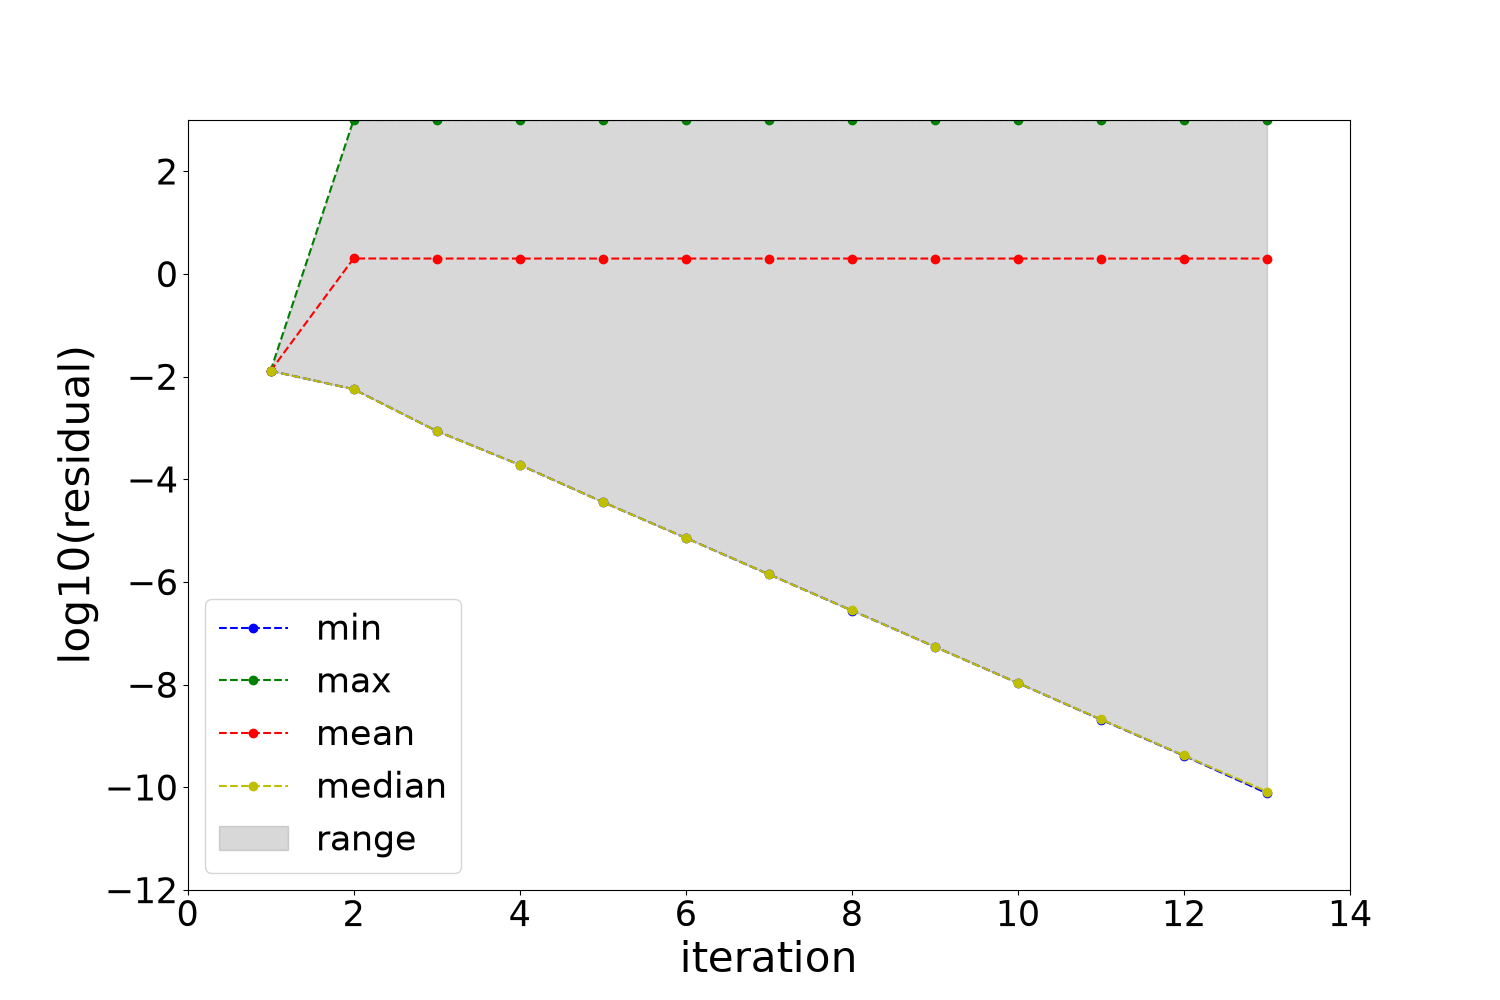 2
0
−2
−4
−6
−8
−10
−12
log10(residual)
min
max
mean
median
range
0 2 4 6 8 10 12 14
iteration